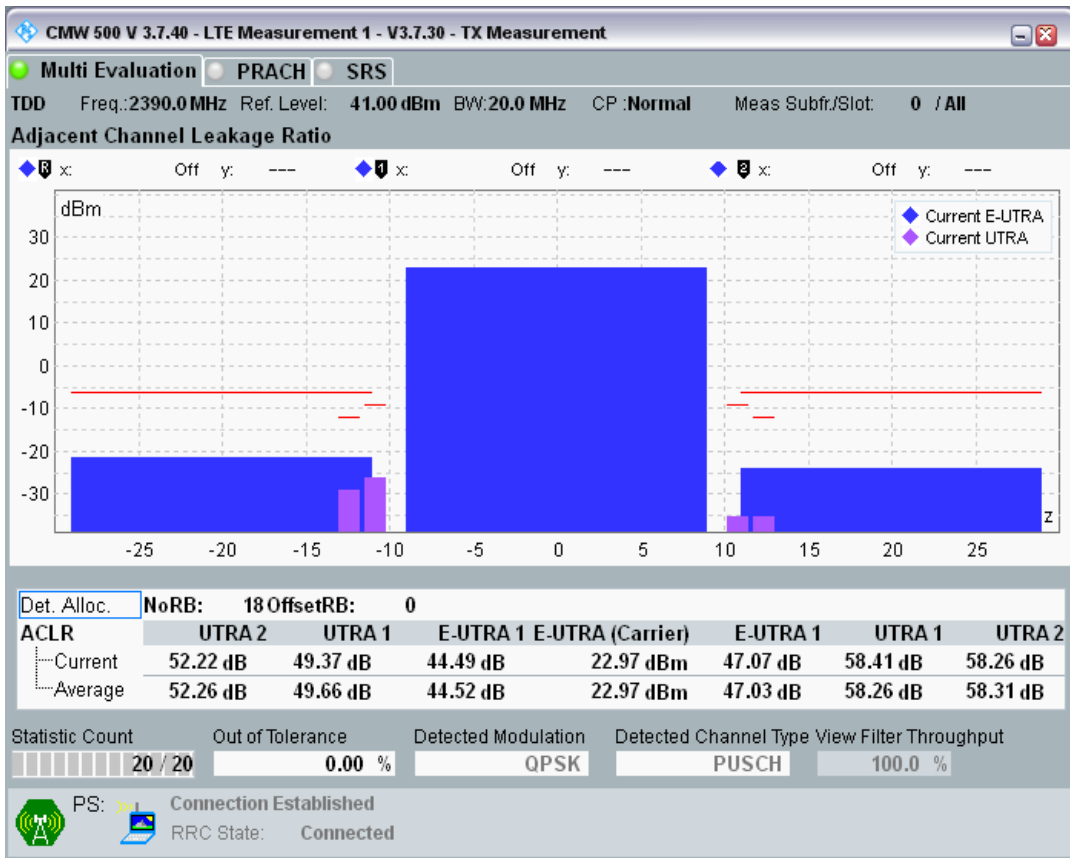 CMW 500 V 3.7.40 - LTE Measurement 1 - V3.7.30 - TX Measurement
Multi Evaluation PRACH SRS
TDD Freq.:2390.0 MHz Ref. Level: 41.00 dBm BW:20.0 MHz CP :Normal Meas Subfr./Slot: 0 / All
Adjacent Channel Leakage Ratio
R x: Off y: --- 1 x: Off y: --- 2 x: Off y: ---
dBm
Current E-UTRA
Current UTRA
30
20
10
0
-10
-20
-30
z
-25 -20 -15 -10 -5 0 5 10 15 20 25
Det. Alloc. NoRB: 18 OffsetRB: 0
ACLR UTRA 2 UTRA 1 E-UTRA 1 E-UTRA (Carrier) E-UTRA 1 UTRA 1 UTRA 2
Current 52.22 dB 49.37 dB 44.49 dB 22.97 dBm 47.07 dB 58.41 dB 58.26 dB
Average 52.26 dB 49.66 dB 44.52 dB 22.97 dBm 47.03 dB 58.26 dB 58.31 dB
Statistic Count Out of Tolerance Detected Modulation Detected Channel Type View Filter Throughput
20 / 20 0.00 % QPSK PUSCH 100.0 %
PS: Connection Established
RRC State: Connected